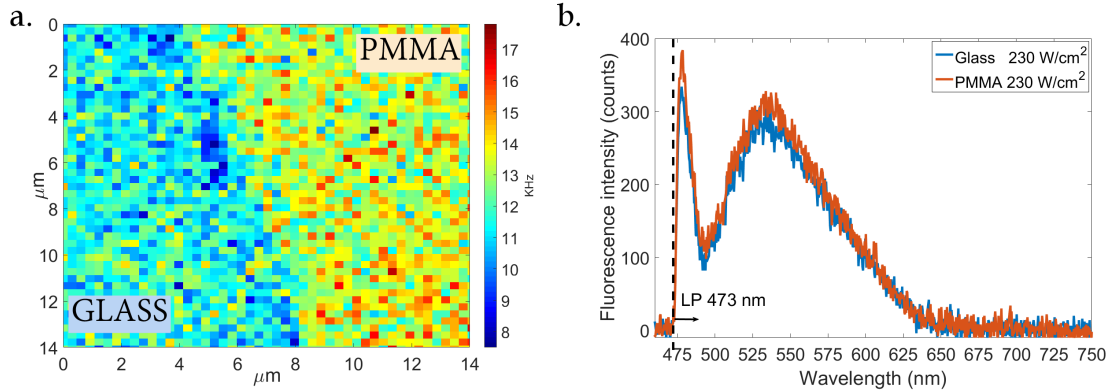 a.
PMMA
GLASS
0
2
4
6
8
10
12
14
μm
0 2 4 6 8 10 12 14
μm
17
16
15
14
13
12
11
10
9
8
KHz
b.
400
300
200
100
0
Fluorescence intensity (counts)
Glass 230 W/cm²
PMMA 230 W/cm²
LP 473 nm
475 500 525 550 575 600 625 650 675 700 725 750
Wavelength (nm)